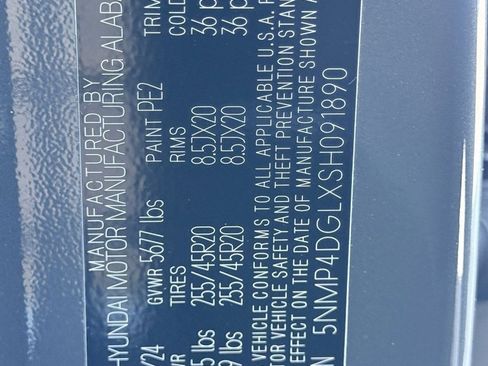 MANUFACTURED BY
HYUNDAI MOTOR MANUFACTURING ALAB
Y/24 GVWR 5677 lbs PAINT PE2 TRIM
WR TIRES RIMS COLD
5 lbs 255/45R20 8.5JX20 36 p
9 lbs 255/45R20 8.5JX20 36 p
VEHICLE CONFORMS TO ALL APPLICABLE U.S.A. F
TOR VEHICLE SAFETY AND THEFT PREVENTION STAN
EFFECT ON THE DATE OF MANUFACTURE SHOWN A
N 5NMP4DGLXSH091890